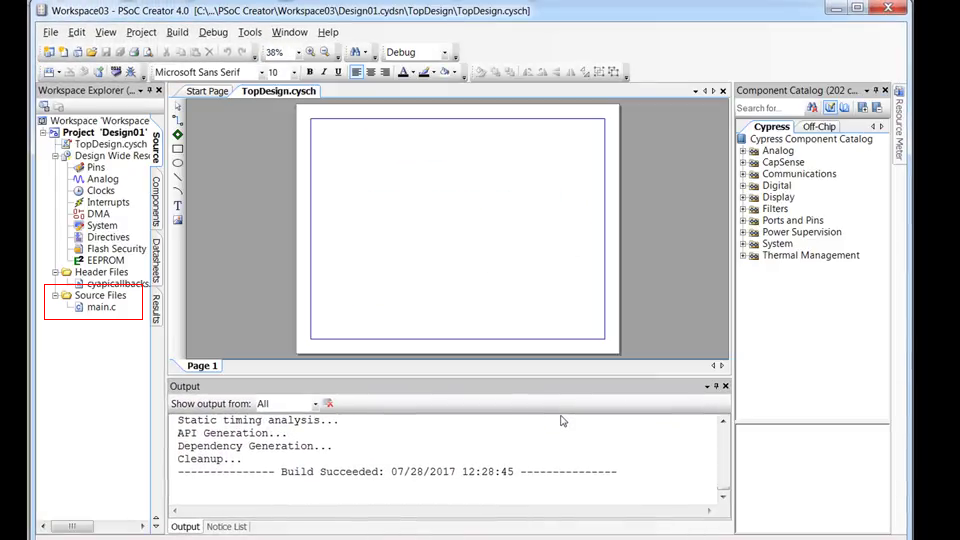 Workspace03 - PSoC Creator 4.0 [C:\...\PSoC Creator\Workspace03\Design01.cydsn\TopDesign\TopDesign.cysch]
File Edit View Project Build Debug Tools Window Help
38% Debug
Microsoft Sans Serif 10 B I U A
Workspace Explorer (...
Workspace 'Workspace
Project 'Design01'
TopDesign.cysch
Design Wide Res
Pins
Analog
Clocks
Interrupts
DMA
System
Directives
Flash Security
EEPROM
Header Files
cyapicallbacks.
Source Files
main.c
Source
Components
Datasheets
Results
Start Page TopDesign.cysch
T
Page 1
Output
Show output from: All
Static timing analysis...
API Generation...
Dependency Generation...
Cleanup...
--------------- Build Succeeded: 07/28/2017 12:28:45 ---------------
Output Notice List
Component Catalog (202 c...
Search for...
Cypress Off-Chip
Cypress Component Catalog
Analog
CapSense
Communications
Digital
Display
Filters
Ports and Pins
Power Supervision
System
Thermal Management
Resource Meter